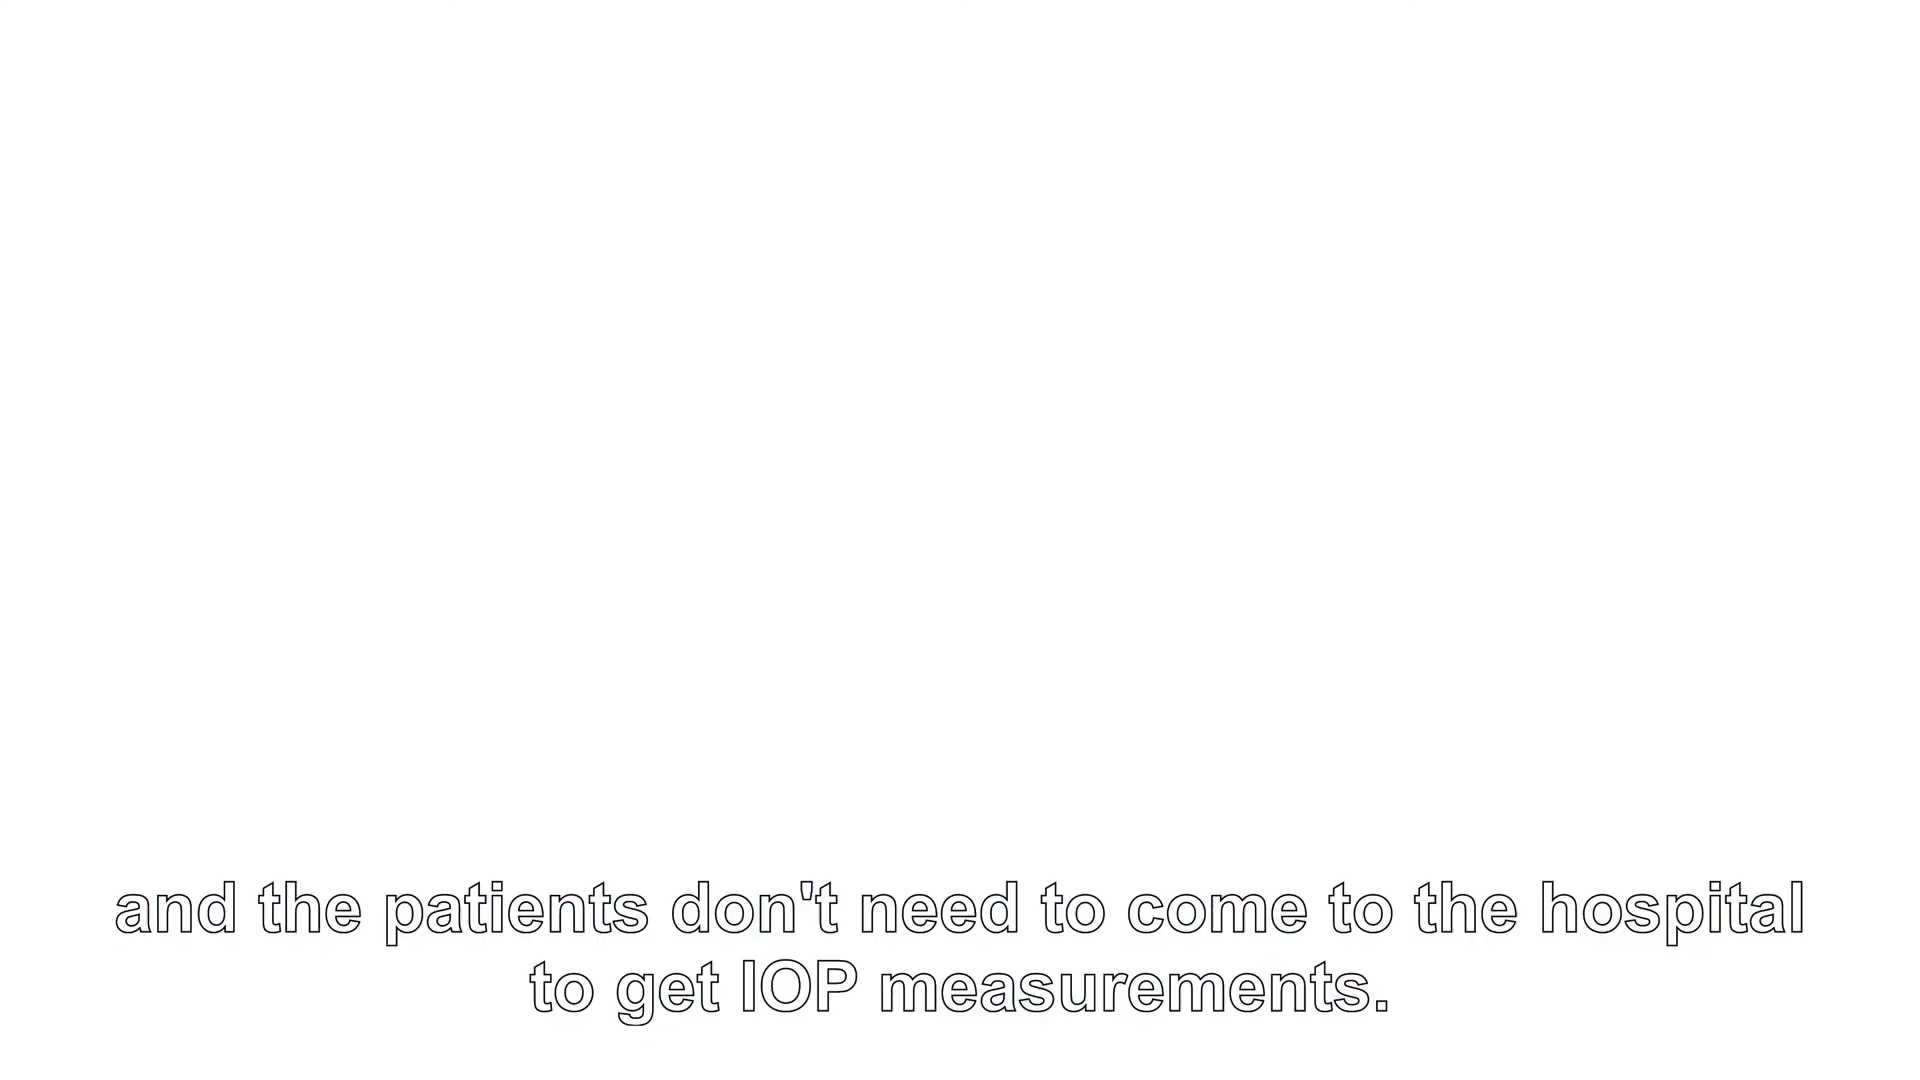 and the patients don't need to come to the hospital
to get IOP measurements.